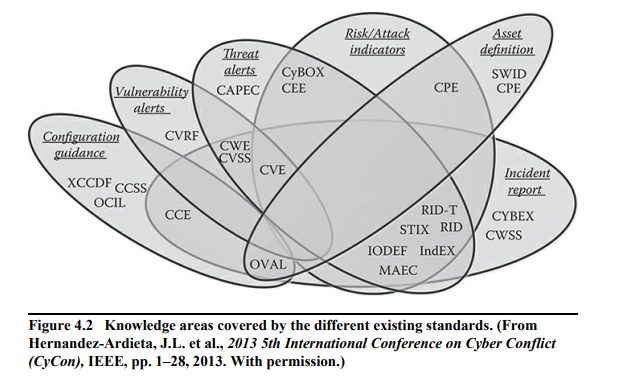 Risk/Attack
indicators
Asset
definition
Threat
alerts
CyBOX
CEE
SWID
CPE
CAPEC
CPE
Vulnerability
alerts
CVRF
Configuration
guidance
CWE
CVSS
CVE
Incident
report
XCCDF CCSS
OCIL
CCE
RID-T
STIX RID
CYBEX
CWSS
IODEF IndEX
MAEC
OVAL
Figure 4.2 Knowledge areas covered by the different existing standards. (From
Hernandez-Ardieta, J.L. et al., 2013 5th International Conference on Cyber Conflict
(CyCon), IEEE, pp. 1–28, 2013. With permission.)